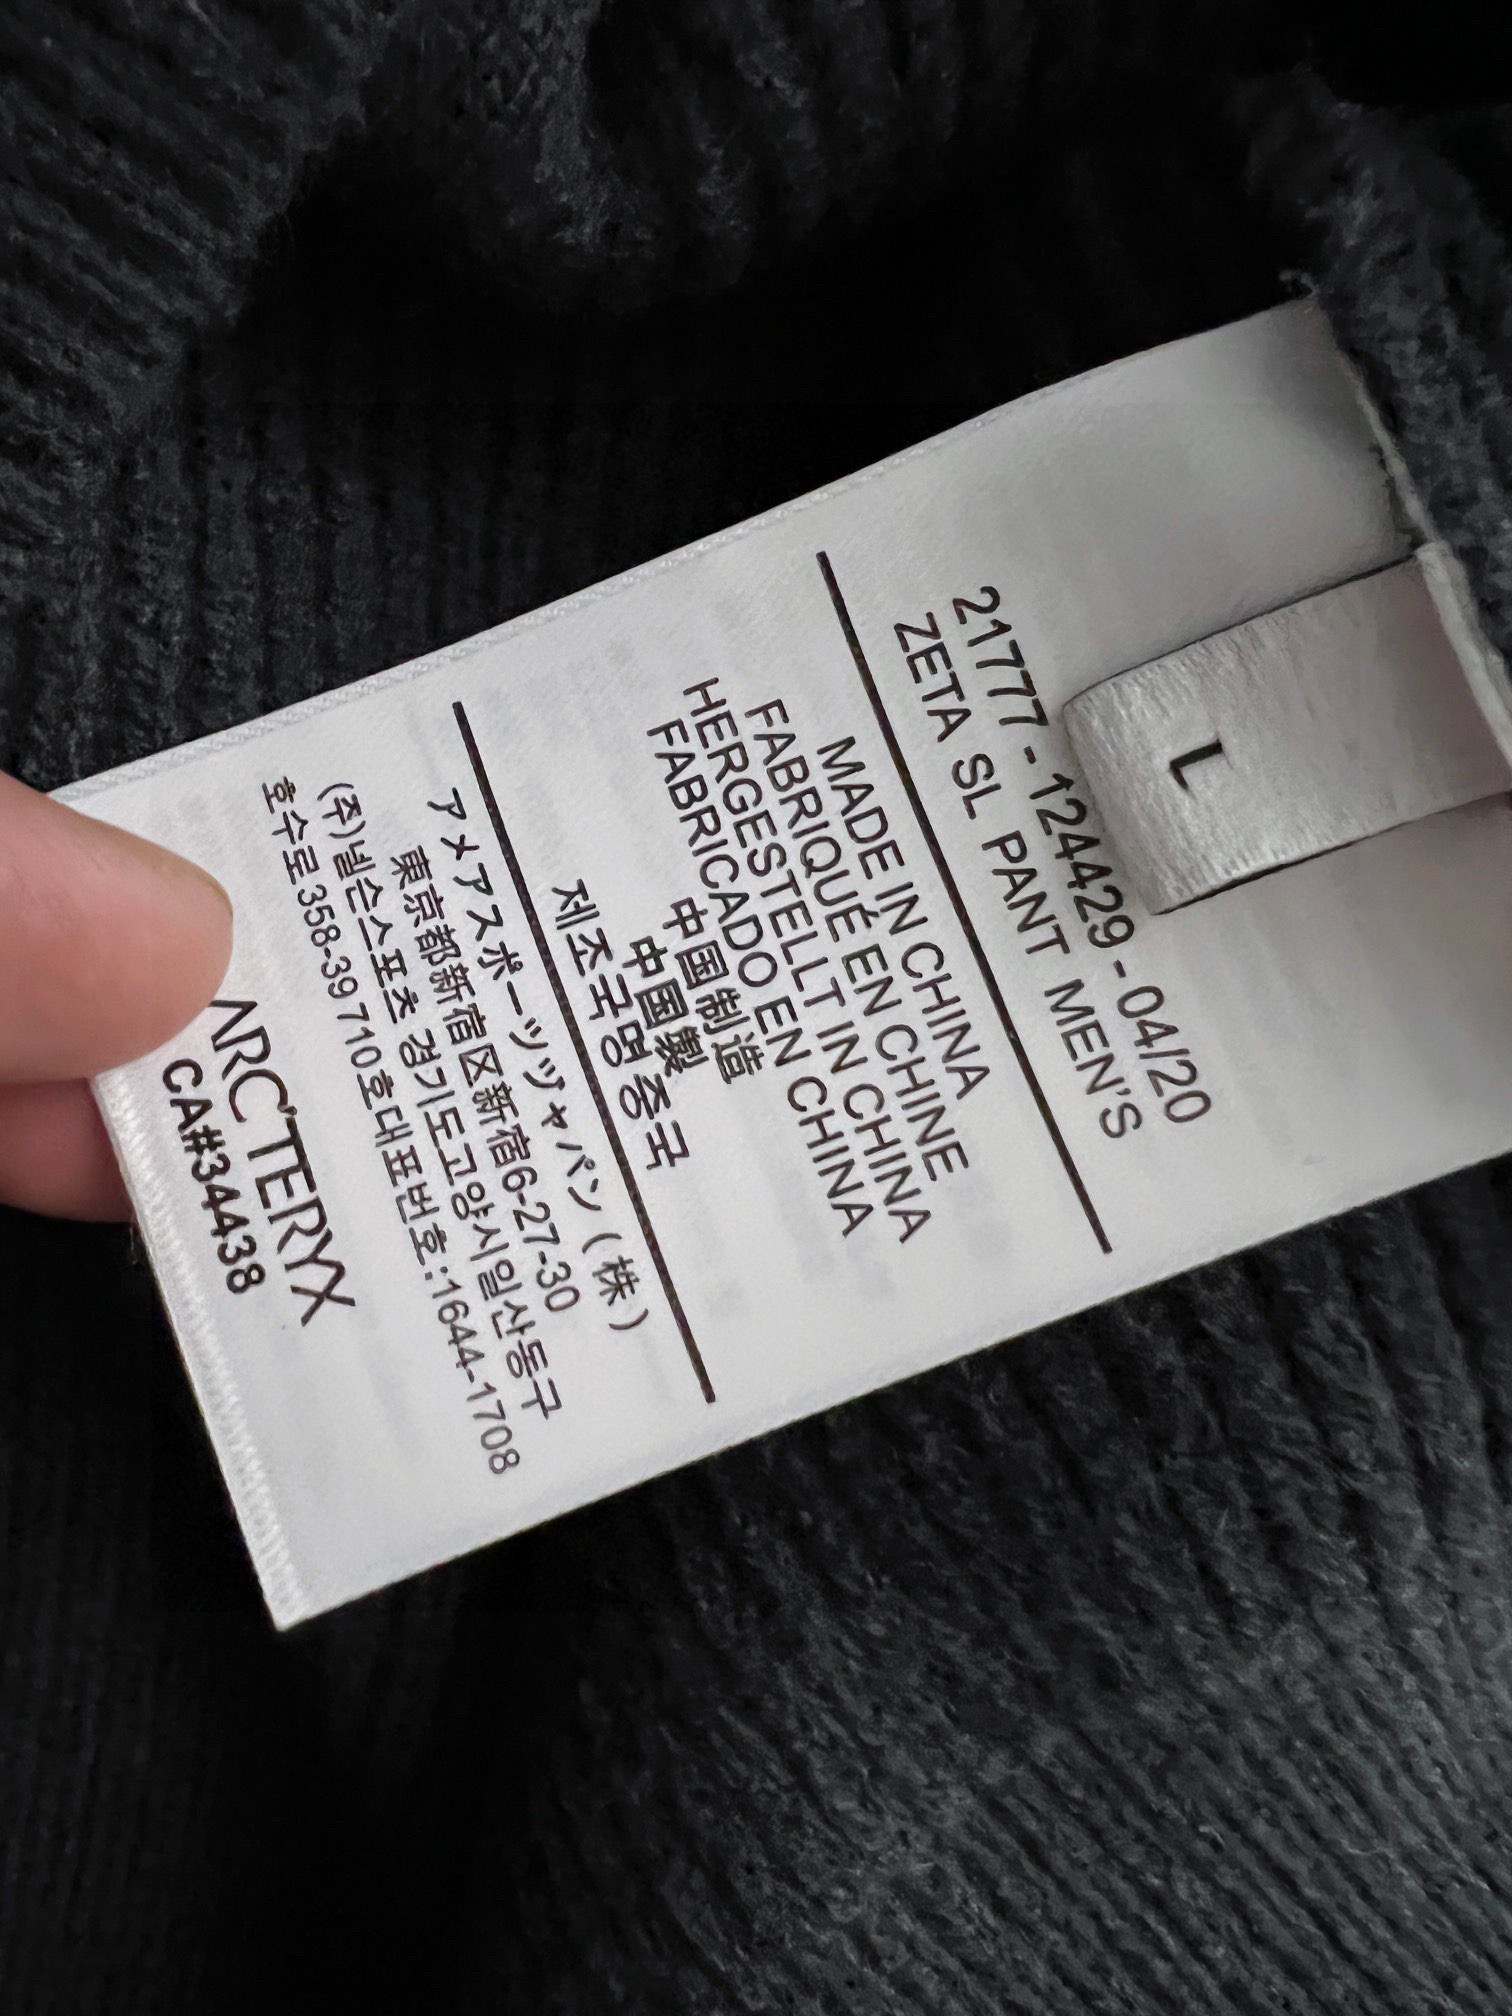 L
21777 - 124429 - 04/20
ZETA SL PANT MEN'S
MADE IN CHINA
FABRIQUÉ EN CHINE
HERGESTELLT IN CHINA
FABRICADO EN CHINA
中国制造
中國製
제조국명중국
アメアスポーツジャパン（株）
東京都新宿区新宿6-27-30
(주)넬슨스포츠 경기도고양시일산동구
호수로358-39 710호대표번호:1644-1708
ARC'TERYX
CA#34438